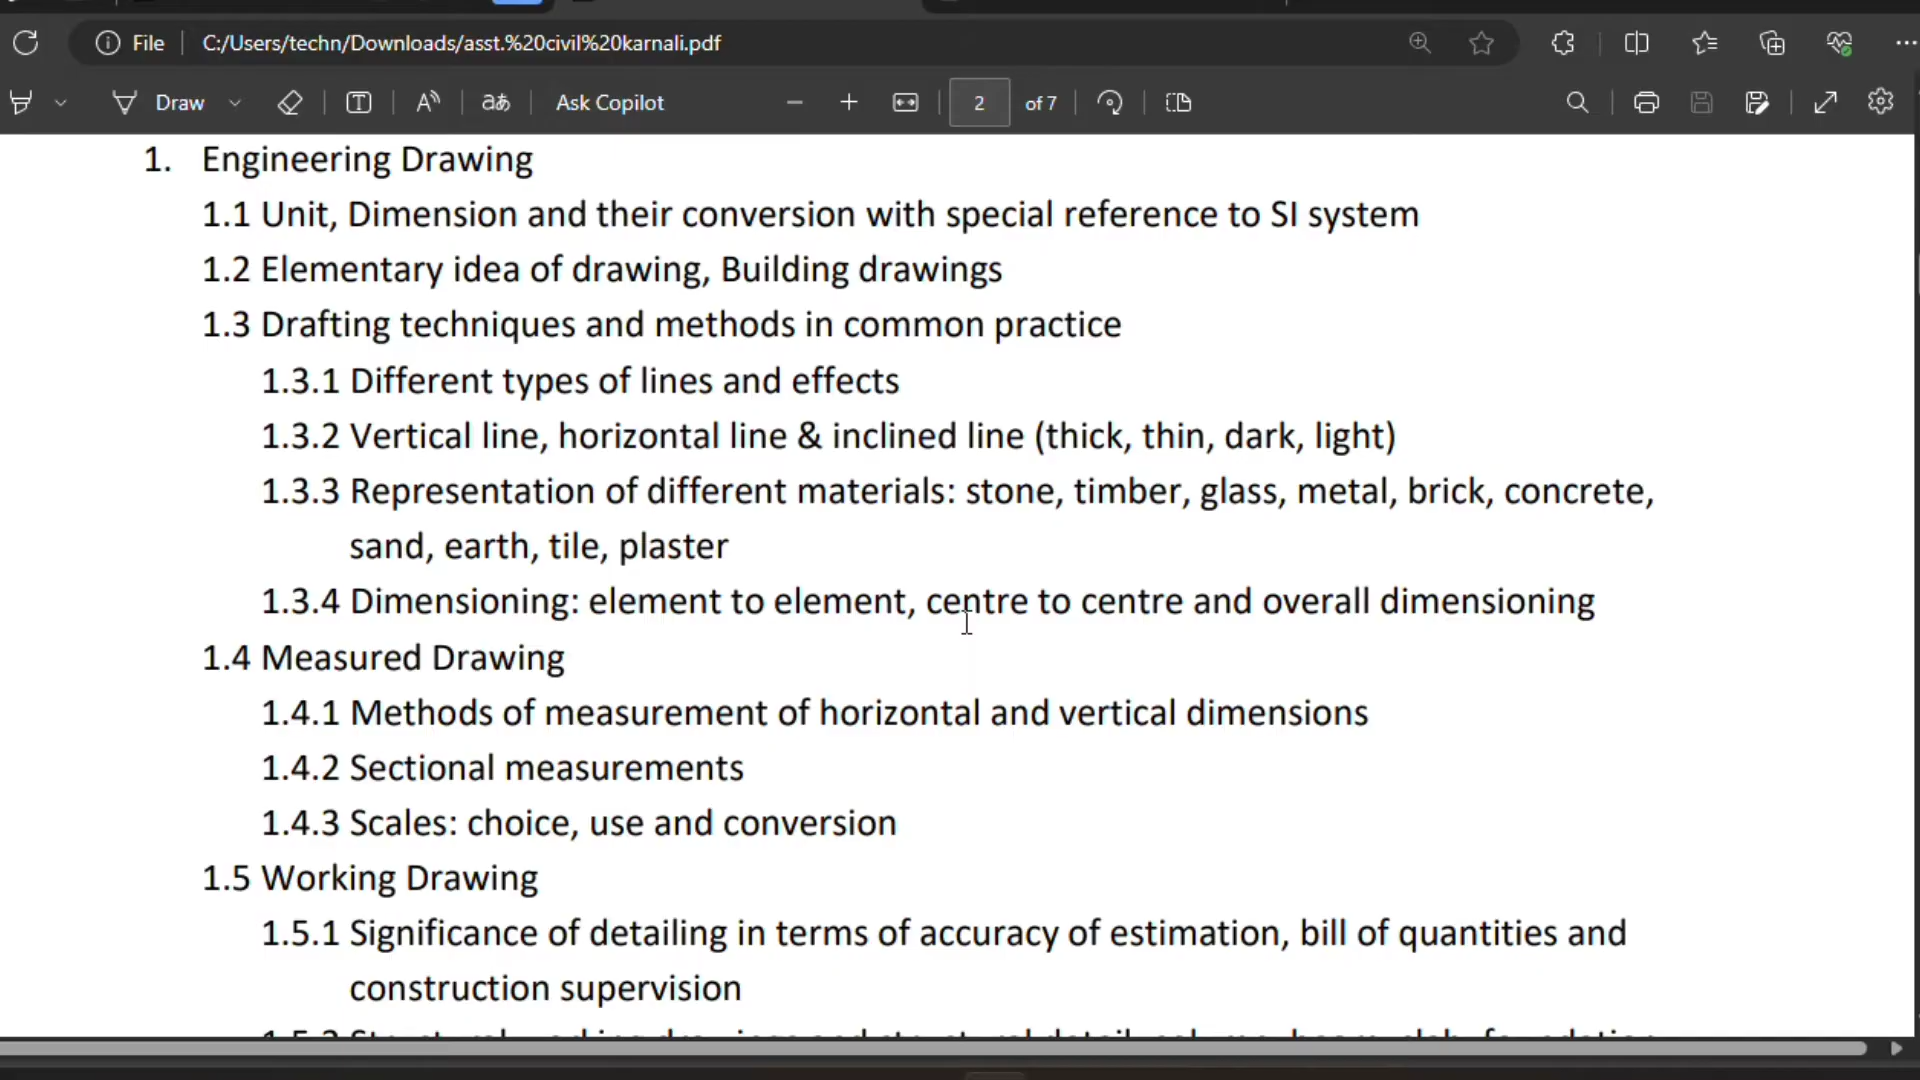 File C:/Users/techn/Downloads/asst.%20civil%20karnali.pdf
Draw aあ Ask Copilot 2 of 7
1. Engineering Drawing
1.1 Unit, Dimension and their conversion with special reference to SI system
1.2 Elementary idea of drawing, Building drawings
1.3 Drafting techniques and methods in common practice
1.3.1 Different types of lines and effects
1.3.2 Vertical line, horizontal line & inclined line (thick, thin, dark, light)
1.3.3 Representation of different materials: stone, timber, glass, metal, brick, concrete,
sand, earth, tile, plaster
1.3.4 Dimensioning: element to element, centre to centre and overall dimensioning
1.4 Measured Drawing
1.4.1 Methods of measurement of horizontal and vertical dimensions
1.4.2 Sectional measurements
1.4.3 Scales: choice, use and conversion
1.5 Working Drawing
1.5.1 Significance of detailing in terms of accuracy of estimation, bill of quantities and
construction supervision